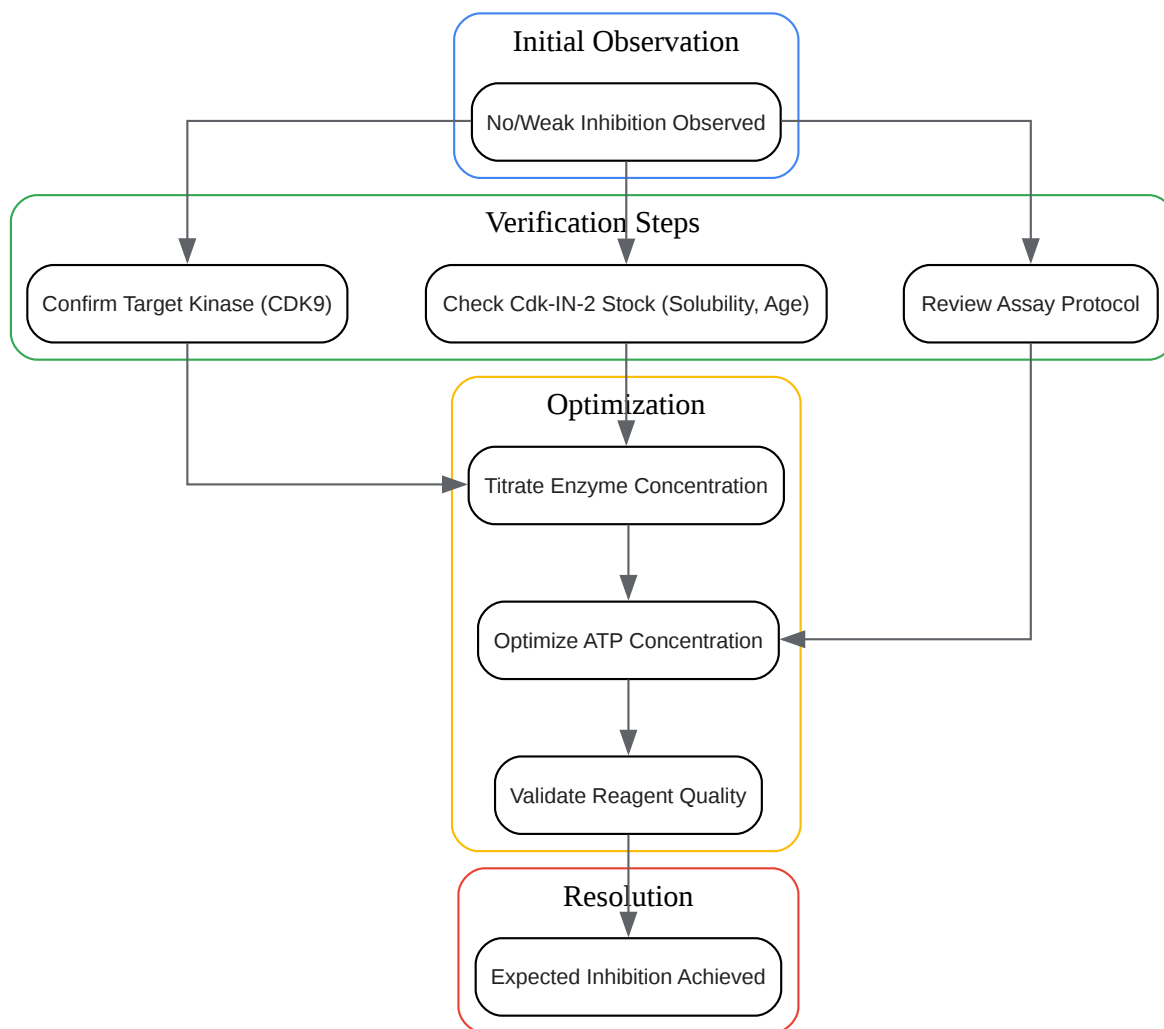 Initial Observation
No/Weak Inhibition Observed
Verification Steps
Confirm Target Kinase (CDK9)
Check Cdk-IN-2 Stock (Solubility, Age)
Review Assay Protocol
Optimization
Titrate Enzyme Concentration
Optimize ATP Concentration
Validate Reagent Quality
Resolution
Expected Inhibition Achieved